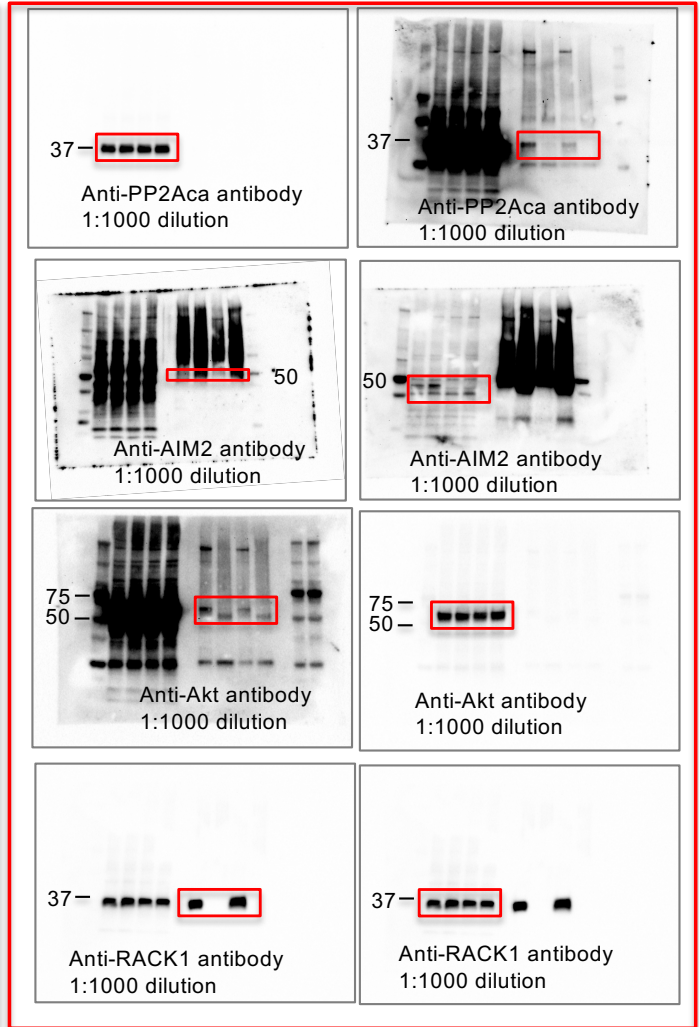 37
Anti-PP2Aca antibody
1:1000 dilution
37
Anti-PP2Aca antibody
1:1000 dilution
50
Anti-AIM2 antibody
1:1000 dilution
50
Anti-AIM2 antibody
1:1000 dilution
75
50
Anti-Akt antibody
1:1000 dilution
75
50
Anti-Akt antibody
1:1000 dilution
37
Anti-RACK1 antibody
1:1000 dilution
37
Anti-RACK1 antibody
1:1000 dilution